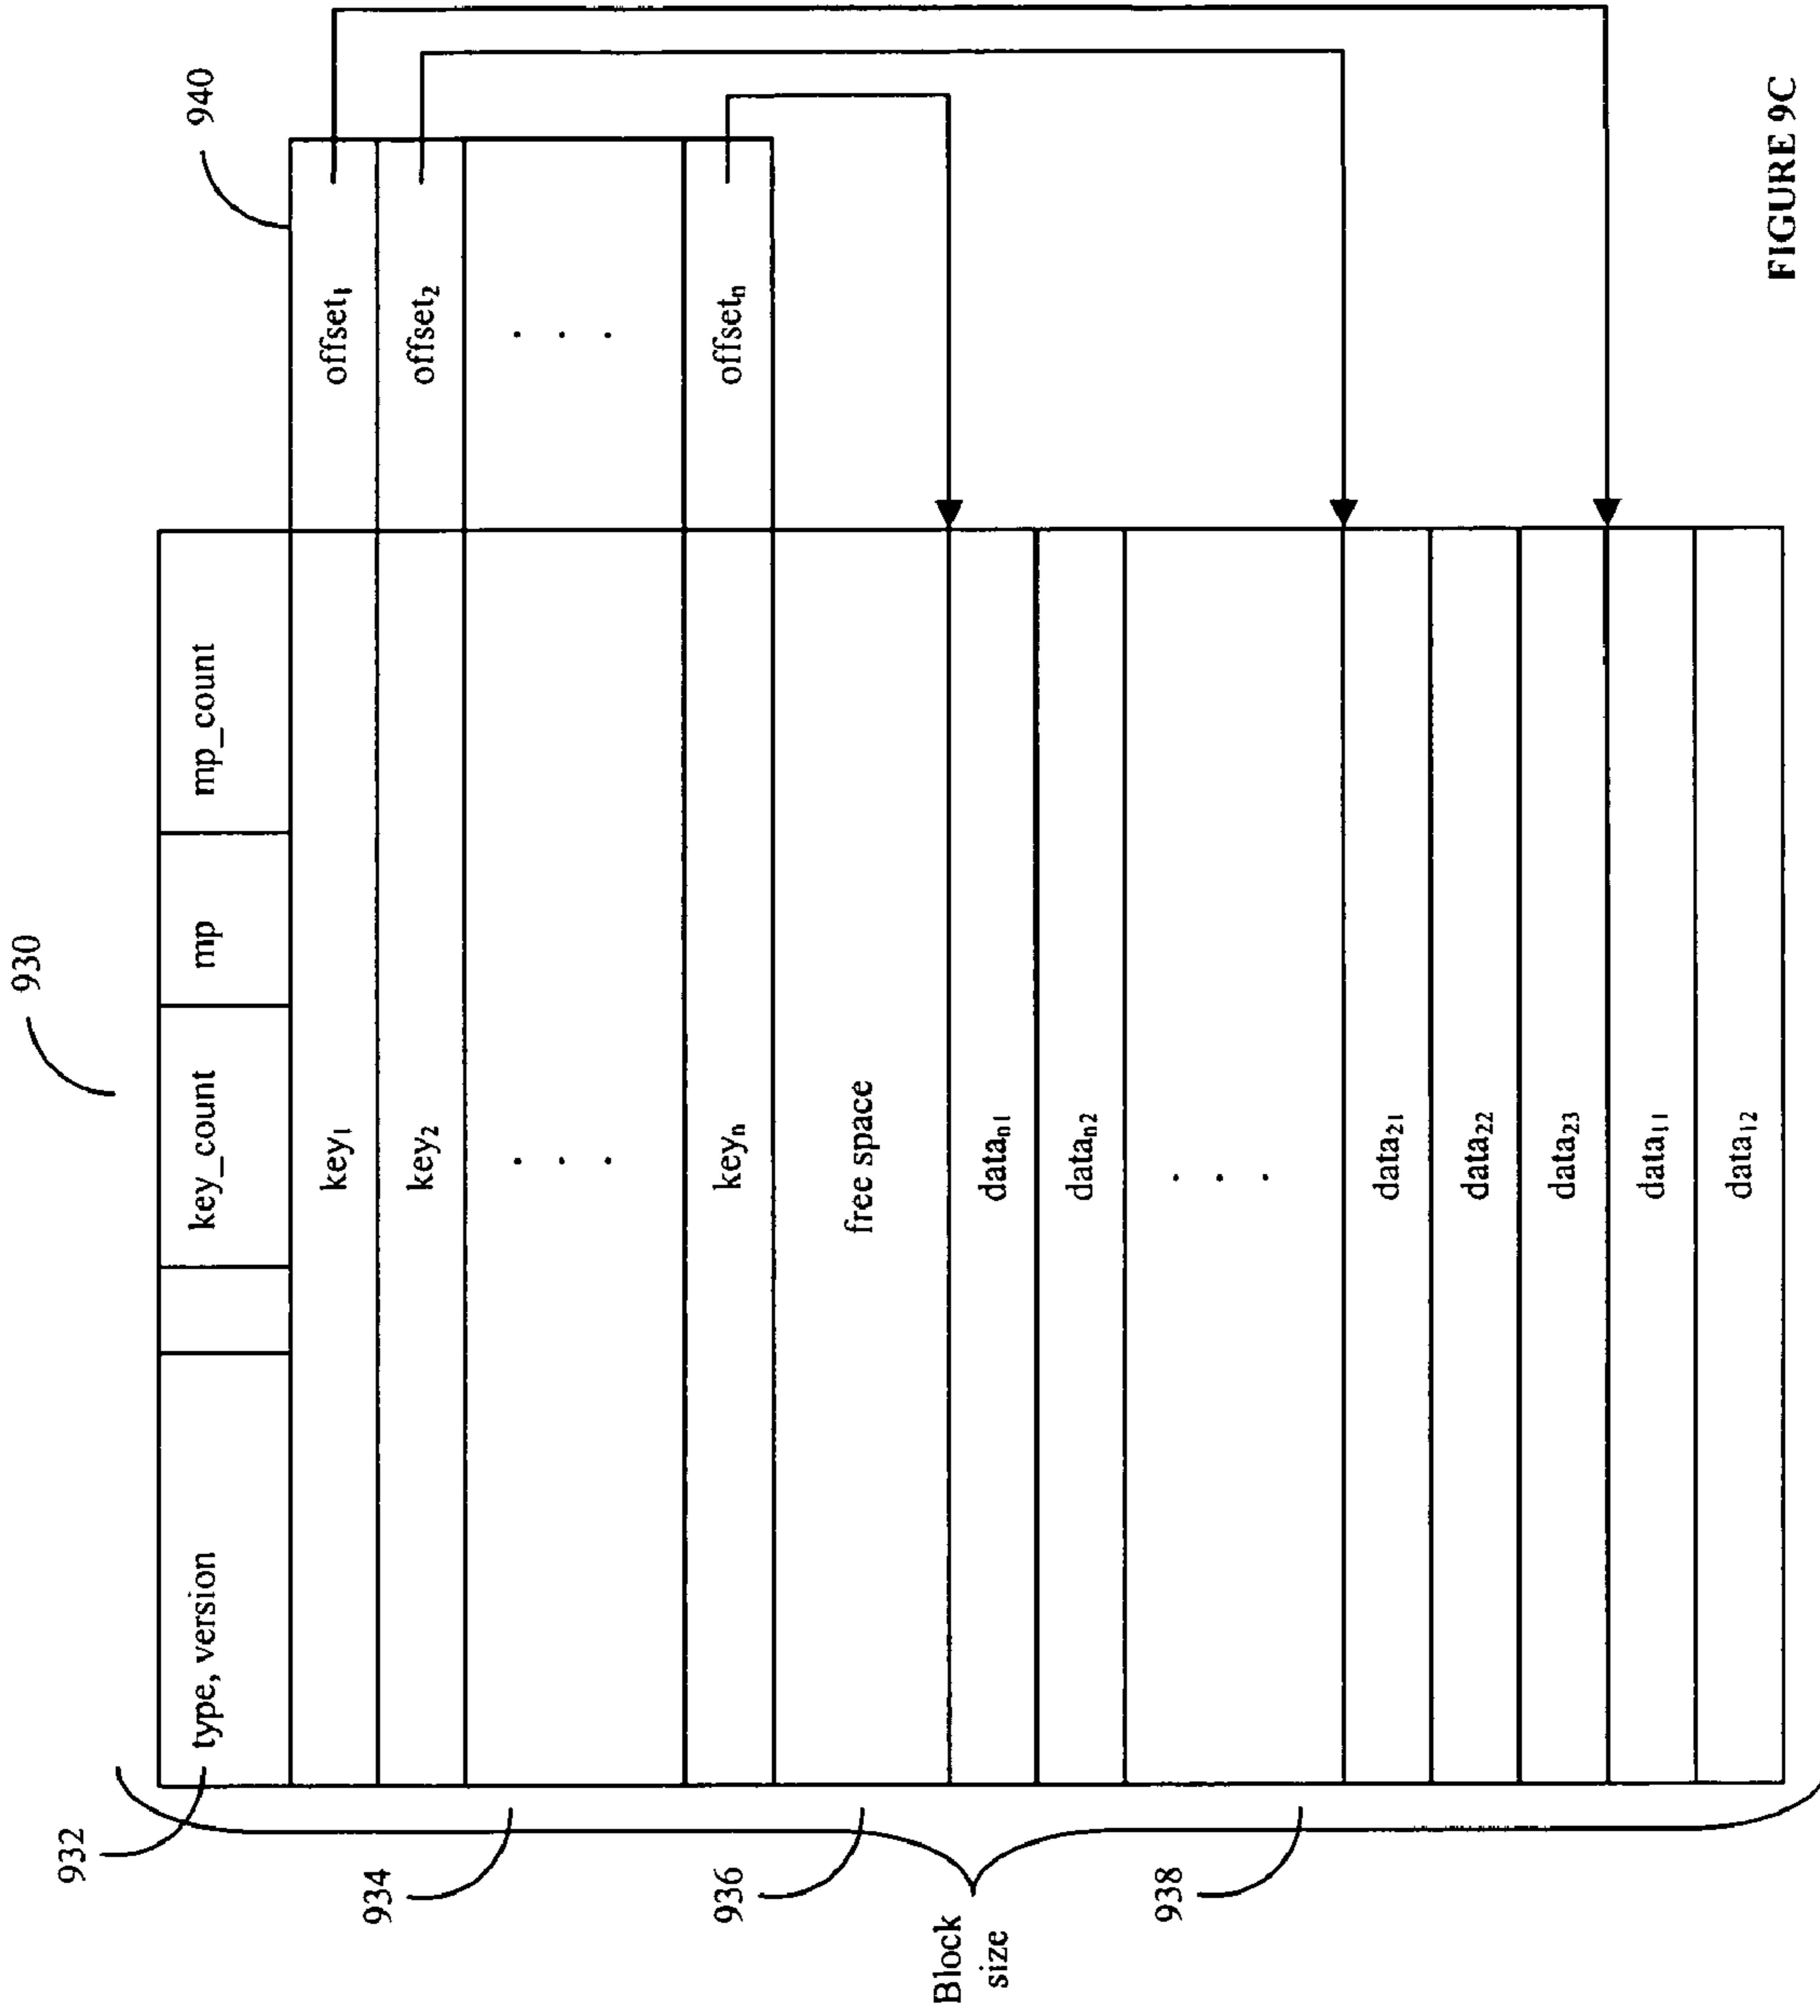 930
940
932
type, version
key_count
mp
mp_count
key₁
offset₁
key₂
offset₂
. . .
. . .
keyₙ
offsetₙ
934
936
free space
Block
size
938
dataₙ₁
dataₙ₂
. . .
data₂₁
data₂₂
data₂₃
data₁₁
data₁₂
FIGURE 9C